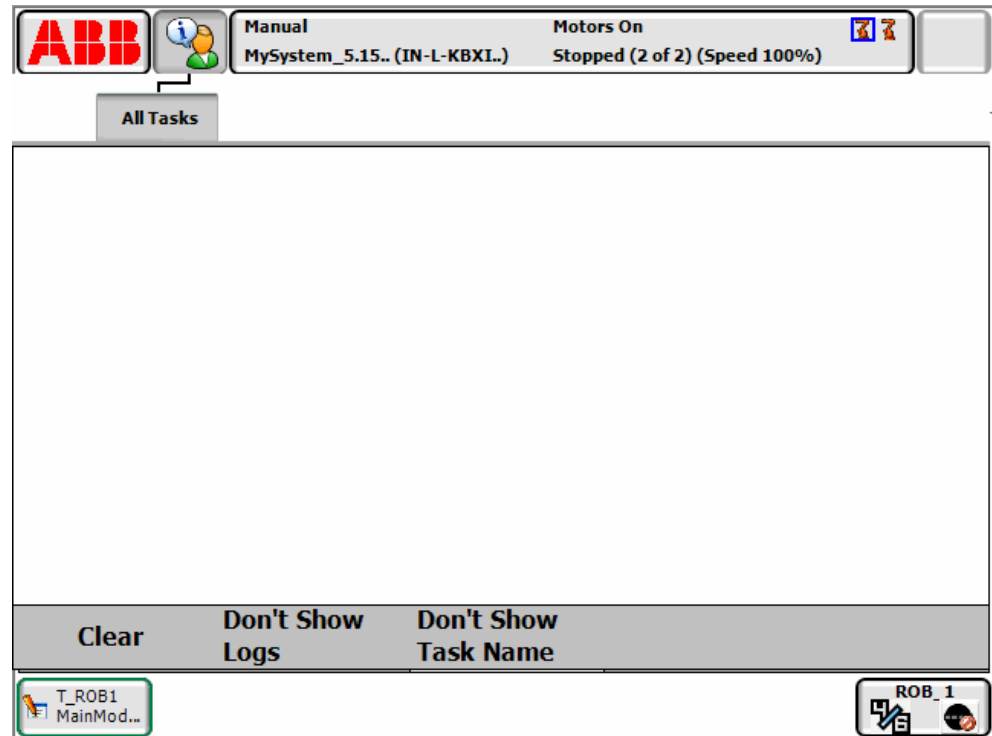 ABB
Manual
Motors On
MySystem_5.15.. (IN-L-KBXI..)
Stopped (2 of 2) (Speed 100%)
All Tasks
Clear
Don't Show
Logs
Don't Show
Task Name
T_ROB1
MainMod...
ROB_1